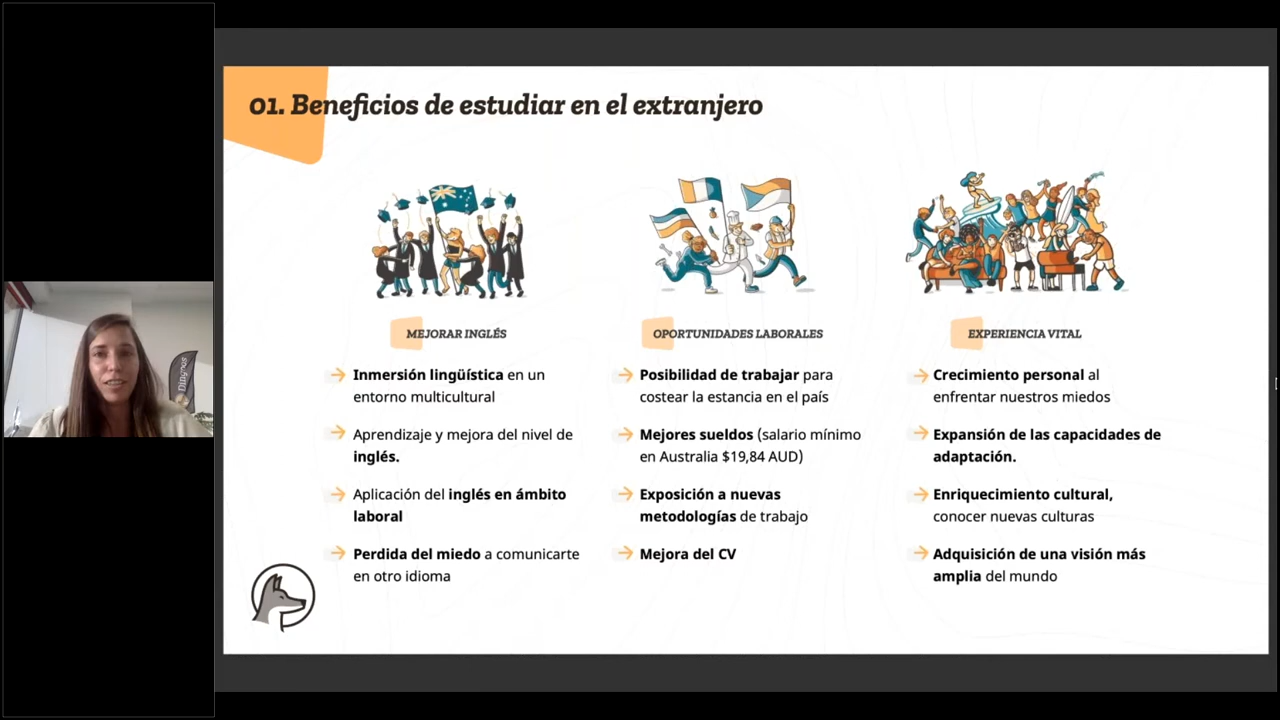 01. Beneficios de estudiar en el extranjero
MEJORAR INGLÉS
Inmersión lingüística en un
entorno multicultural
Aprendizaje y mejora del nivel de
inglés.
Aplicación del inglés en ámbito
laboral
Perdida del miedo a comunicarte
en otro idioma
OPORTUNIDADES LABORALES
Posibilidad de trabajar para
costear la estancia en el país
Mejores sueldos (salario mínimo
en Australia $19,84 AUD)
Exposición a nuevas
metodologías de trabajo
Mejora del CV
EXPERIENCIA VITAL
Crecimiento personal al
enfrentar nuestros miedos
Expansión de las capacidades de
adaptación.
Enriquecimiento cultural,
conocer nuevas culturas
Adquisición de una visión más
amplia del mundo